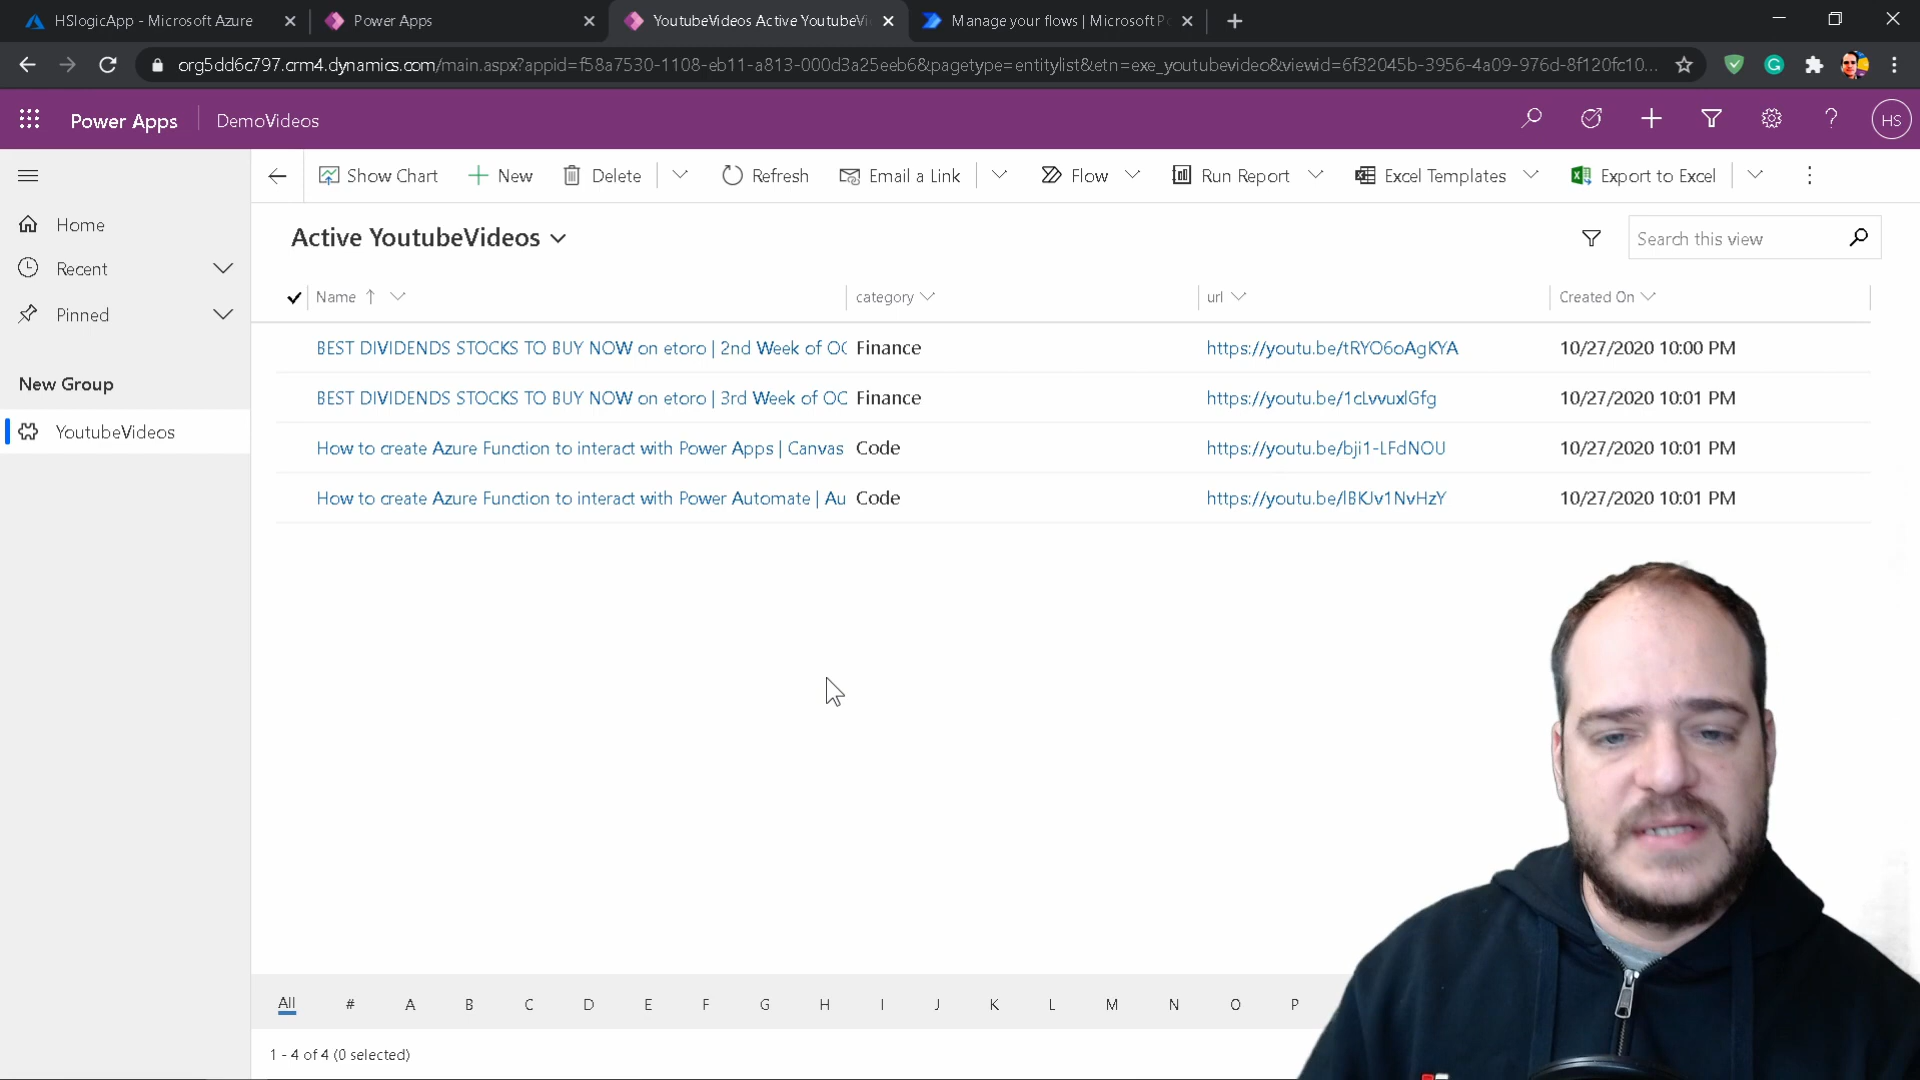 HSlogicApp - Microsoft Azure
Power Apps
YoutubeVideos Active YoutubeVi
Manage your flows | Microsoft Po
org5dd6c797.crm4.dynamics.com/main.aspx?appid=f58a7530-1108-eb11-a813-000d3a25eeb6&pagetype=entitylist&etn=exe_youtubevideo&viewid=6f32045b-3956-4a09-976d-8f120fc10...
Power Apps
DemoVideos
HS
Show Chart
New
Delete
Refresh
Email a Link
Flow
Run Report
Excel Templates
Export to Excel
Home
Recent
Pinned
New Group
YoutubeVideos
Active YoutubeVideos
Search this view
Name category url Created On
BEST DIVIDENDS STOCKS TO BUY NOW on etoro | 2nd Week of OC Finance https://youtu.be/tRYO6oAgKYA 10/27/2020 10:00 PM
BEST DIVIDENDS STOCKS TO BUY NOW on etoro | 3rd Week of OC Finance https://youtu.be/1cLvvuxlGfg 10/27/2020 10:01 PM
How to create Azure Function to interact with Power Apps | Canvas Code https://youtu.be/bji1-LFdNOU 10/27/2020 10:01 PM
How to create Azure Function to interact with Power Automate | Au Code https://youtu.be/lBKJv1NvHzY 10/27/2020 10:01 PM
All # A B C D E F G H I J K L M N O P
1 - 4 of 4 (0 selected)